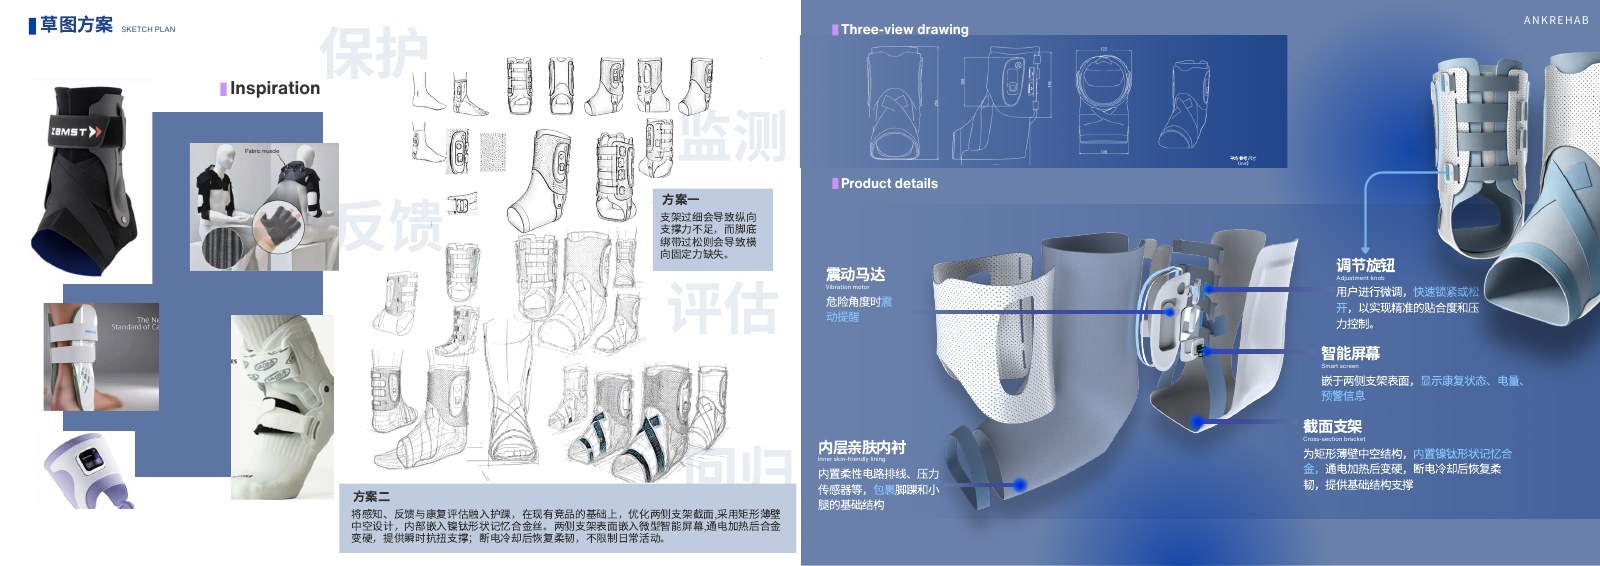 草图方案 SKETCH PLAN
保护
Inspiration
ZAMST
Fabric muscle
监测
反馈
方案一
支架过细会导致纵向
支撑力不足，而脚底
绑带过松则会导致横
向固定力缺失。
评估
The Ne
Standard of Ca
回归
方案二
将感知、反馈与康复评估融入护踝，在现有竞品的基础上，优化两侧支架截面,采用矩形薄壁
中空设计，内部嵌入镍钛形状记忆合金丝。两侧支架表面嵌入微型智能屏幕,通电加热后合金
变硬，提供瞬时抗扭支撑；断电冷却后恢复柔韧，不限制日常活动。
ANKREHAB
Three-view drawing
Product details
震动马达
Vibration motor
危险角度时震
动提醒
调节旋钮
Adjustment knob
用户进行微调，快速锁紧或松
开，以实现精准的贴合度和压
力控制。
智能屏幕
Smart screen
嵌于两侧支架表面，显示康复状态、电量、
预警信息
截面支架
Cross-section bracket
为矩形薄壁中空结构，内置镍钛形状记忆合
金，通电加热后变硬，断电冷却后恢复柔
韧，提供基础结构支撑
内层亲肤内衬
Inner skin-friendly lining
内置柔性电路排线、压力
传感器等，包裹脚踝和小
腿的基础结构